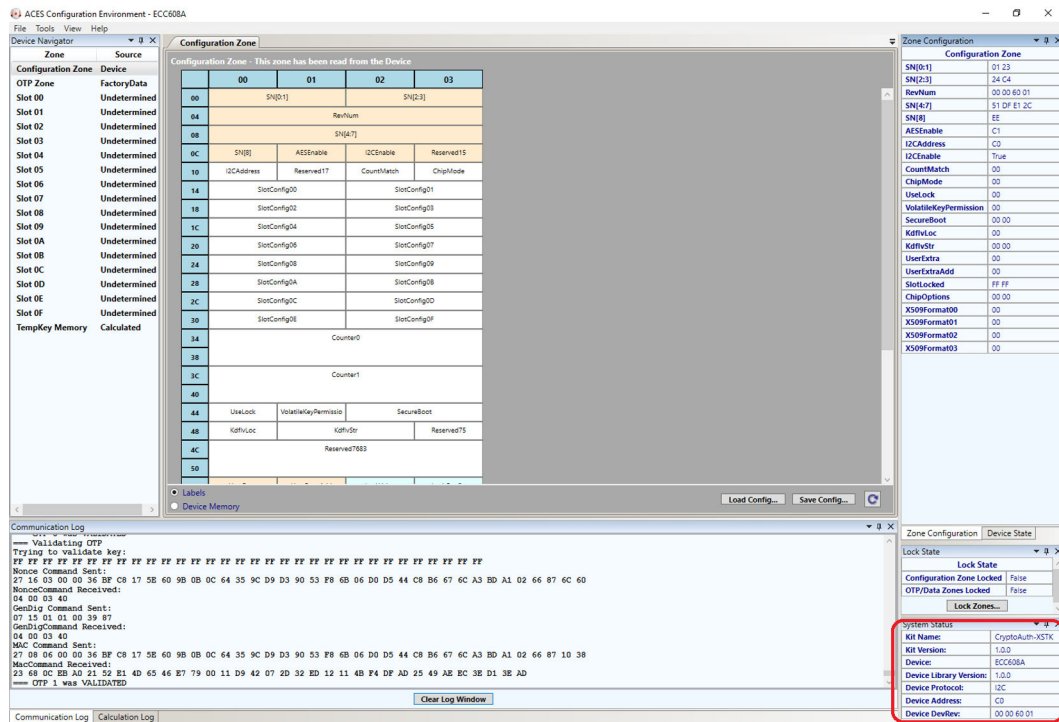 ACES Configuration Environment - ECC608A
File Tools View Help
Device Navigator
Zone Source
Configuration Zone Device
OTP Zone FactoryData
Slot 00 Undetermined
Slot 01 Undetermined
Slot 02 Undetermined
Slot 03 Undetermined
Slot 04 Undetermined
Slot 05 Undetermined
Slot 06 Undetermined
Slot 07 Undetermined
Slot 08 Undetermined
Slot 09 Undetermined
Slot 0A Undetermined
Slot 0B Undetermined
Slot 0C Undetermined
Slot 0D Undetermined
Slot 0E Undetermined
Slot 0F Undetermined
TempKey Memory Calculated
Configuration Zone
Configuration Zone - This zone has been read from the Device
00 01 02 03
00 SN[0:1] SN[2:3]
04 RevNum
08 SN[4:7]
0C SN[8] AESEnable I2CEnable Reserved15
10 I2CAddress Reserved17 CountMatch ChipMode
14 SlotConfig00 SlotConfig01
18 SlotConfig02 SlotConfig03
1C SlotConfig04 SlotConfig05
20 SlotConfig06 SlotConfig07
24 SlotConfig08 SlotConfig09
28 SlotConfig0A SlotConfig0B
2C SlotConfig0C SlotConfig0D
30 SlotConfig0E SlotConfig0F
34 Counter0
38
3C Counter1
40
44 UseLock VolatileKeyPermissio SecureBoot
48 KdfIvLoc KdfIvStr Reserved75
4C Reserved7683
50
Labels
Device Memory
Load Config... Save Config...
Zone Configuration
Configuration Zone
SN[0:1] 01 23
SN[2:3] 24 C4
RevNum 00 00 60 01
SN[4:7] 51 DF E1 2C
SN[8] EE
AESEnable C1
I2CAddress C0
I2CEnable True
CountMatch 00
ChipMode 00
UseLock 00
VolatileKeyPermission 00
SecureBoot 00 00
KdfIvLoc 00
KdfIvStr 00 00
UserExtra 00
UserExtraAdd 00
SlotLocked FF FF
ChipOptions 00 00
X509Format00 00
X509Format01 00
X509Format02 00
X509Format03 00
Zone Configuration Device State
Communication Log
=== Validating OTP
Trying to validate key:
FF FF FF FF FF FF FF FF FF FF FF FF FF FF FF FF FF FF FF FF FF FF FF FF FF FF FF FF FF FF FF FF
Nonce Command Sent:
27 16 03 00 00 36 BF C8 17 5E 60 9B 0B 0C 64 35 9C D9 D3 90 53 F8 6B 06 D0 D5 44 C8 B6 67 6C A3 BD A1 02 66 87 6C 60
NonceCommand Received:
04 00 03 40
GenDig Command Sent:
07 15 01 01 00 39 87
GenDigCommand Received:
04 00 03 40
MAC Command Sent:
27 08 06 00 00 36 BF C8 17 5E 60 9B 0B 0C 64 35 9C D9 D3 90 53 F8 6B 06 D0 D5 44 C8 B6 67 6C A3 BD A1 02 66 87 10 38
MacCommand Received:
23 68 0C EB A0 21 52 E1 4D 65 46 E7 79 00 11 D9 42 07 2D 32 ED 12 11 4B F4 DF AD 25 49 AE EC 3E D1 3E AD
=== OTP 1 was VALIDATED
Clear Log Window
Communication Log Calculation Log
Lock State
Lock State
Configuration Zone Locked False
OTP/Data Zones Locked False
Lock Zones...
System Status
Kit Name: CryptoAuth-XSTK
Kit Version: 1.0.0
Device: ECC608A
Device Library Version: 1.0.0
Device Protocol: I2C
Device Address: C0
Device DevRev: 00 00 60 01